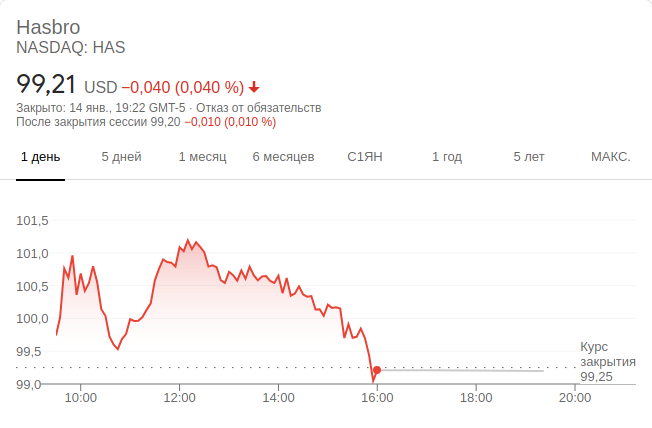 Hasbro
NASDAQ: HAS
99,21 USD −0,040 (0,040 %)
Закрыто: 14 янв., 19:22 GMT-5 · Отказ от обязательств
После закрытия сессии 99,20 −0,010 (0,010 %)
1 день 5 дней 1 месяц 6 месяцев С1ЯН 1 год 5 лет МАКС.
101,5
101,0
100,5
100,0
99,5
99,0
Курс
закрытия
99,25
10:00 12:00 14:00 16:00 18:00 20:00